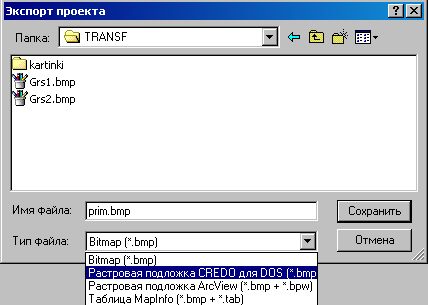 Экспорт проекта
Папка: TRANSF
kartinki
Grs1.bmp
Grs2.bmp
Имя файла: prim.bmp Сохранить
Тип файла: Bitmap (*.bmp) Отмена
Bitmap (*.bmp)
Растровая подложка CREDO для DOS (*.bmp
Растровая подложка ArcView (*.bmp + *.bpw)
Таблица MapInfo (*.bmp + *.tab)